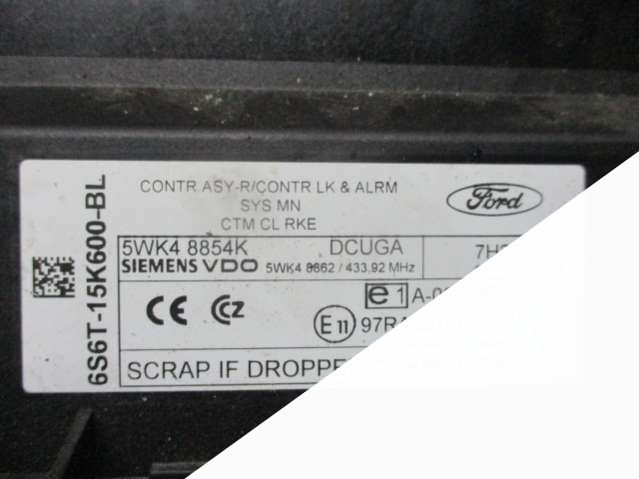 CONTR ASY-R/CONTR LK & ALRM
SYS MN
CTM CL RKE
Ford
6S6T-15K600-BL
5WK4 8854K DCUGA
SIEMENS VDO 5WK4 8662 / 433.92 MHz
CE CZ e1
E11
SCRAP IF DROPPED